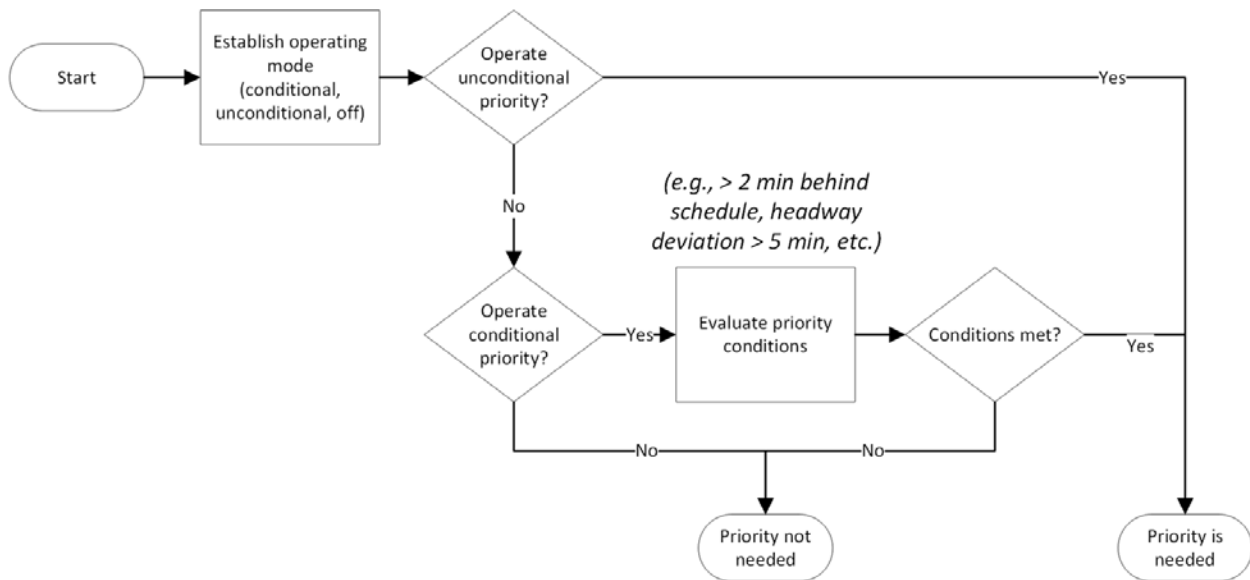 Start
Establish operating
mode
(conditional,
unconditional, off)
Operate
unconditional
priority?
Yes
No
(e.g., > 2 min behind
schedule, headway
deviation > 5 min, etc.)
Operate
conditional
priority?
Yes
Evaluate priority
conditions
Conditions met?
Yes
No
No
Priority not
needed
Priority is
needed